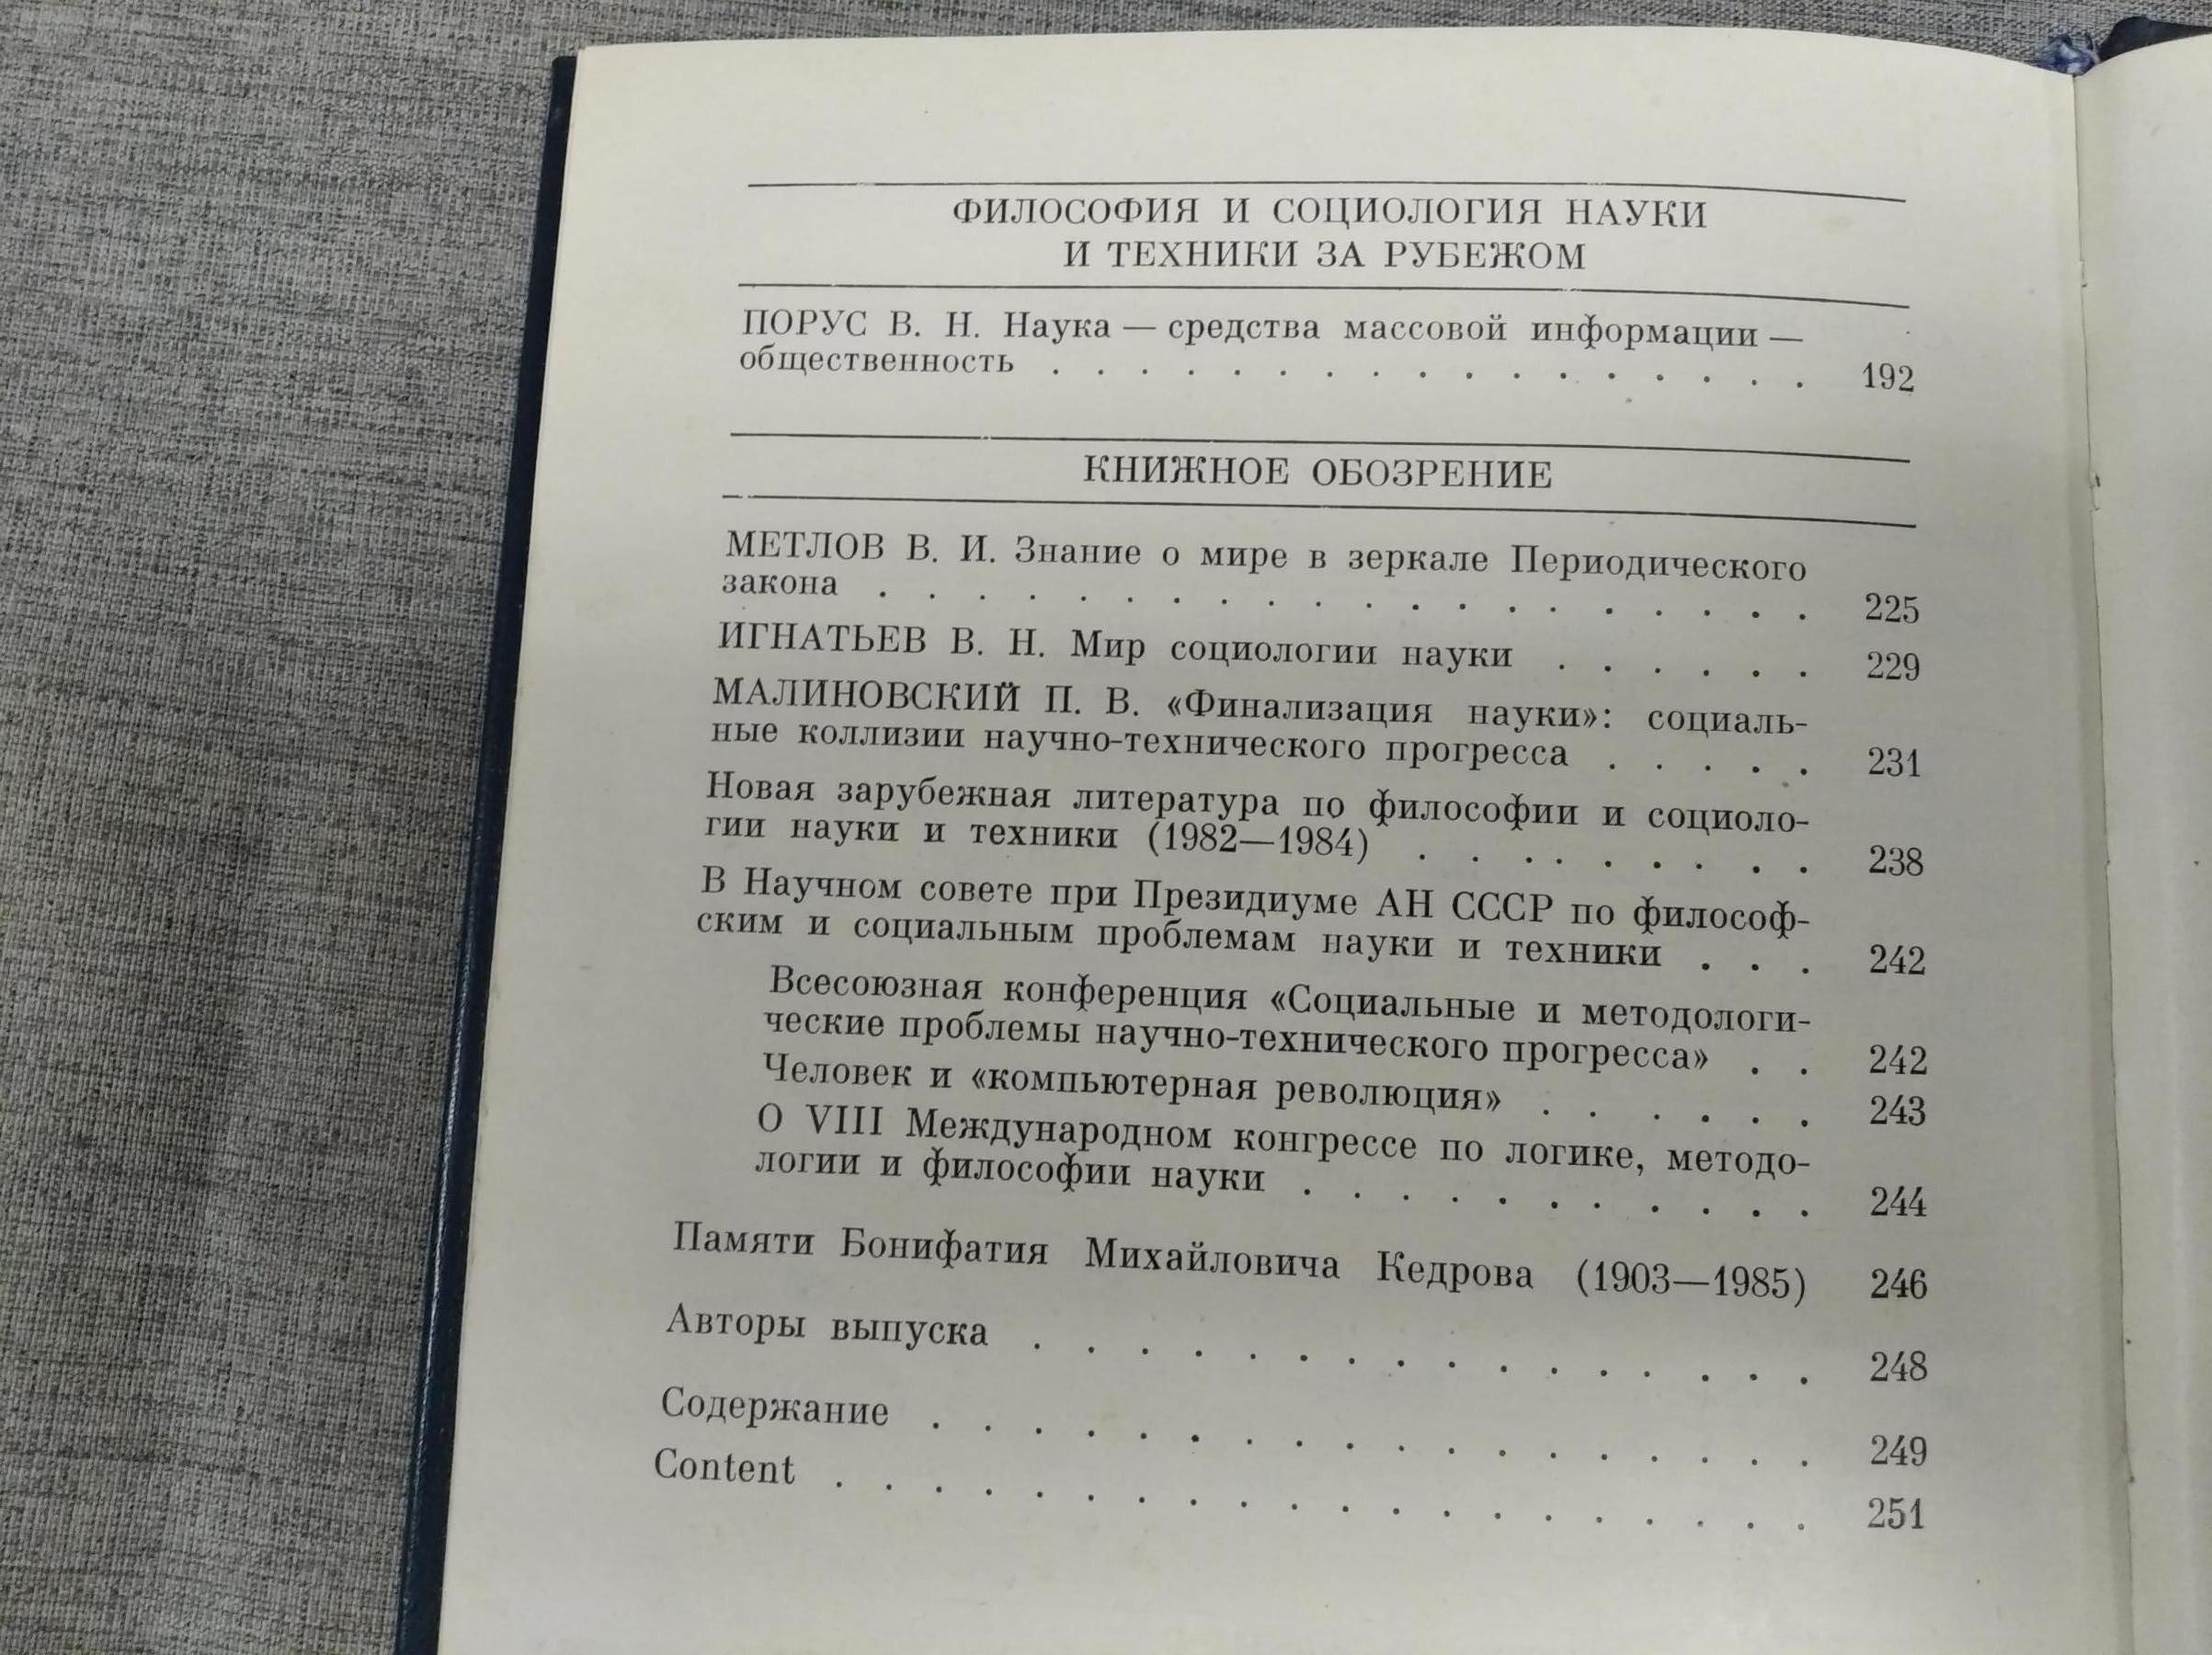 ФИЛОСОФИЯ И СОЦИОЛОГИЯ НАУКИ
И ТЕХНИКИ ЗА РУБЕЖОМ
ПОРУС В. Н. Наука — средства массовой информации —
общественность . . . . . . . . . . . . . . . . . 192
КНИЖНОЕ ОБОЗРЕНИЕ
МЕТЛОВ В. И. Знание о мире в зеркале Периодического
закона . . . . . . . . . . . . . . . . . . . . 225
ИГНАТЬЕВ В. Н. Мир социологии науки . . . . . . 229
МАЛИНОВСКИЙ П. В. «Финализация науки»: социаль-
ные коллизии научно-технического прогресса . . . . . 231
Новая зарубежная литература по философии и социоло-
гии науки и техники (1982—1984) . . . . . . . . . 238
В Научном совете при Президиуме АН СССР по философ-
ским и социальным проблемам науки и техники . . . 242
Всесоюзная конференция «Социальные и методологи-
ческие проблемы научно-технического прогресса» . . 242
Человек и «компьютерная революция» . . . . . . 243
О VIII Международном конгрессе по логике, методо-
логии и философии науки . . . . . . . . . . . 244
Памяти Бонифатия Михайловича Кедрова (1903—1985) 246
Авторы выпуска . . . . . . . . . . . . . . . . 248
Содержание . . . . . . . . . . . . . . . . . . 249
Content . . . . . . . . . . . . . . . . . . . . 251